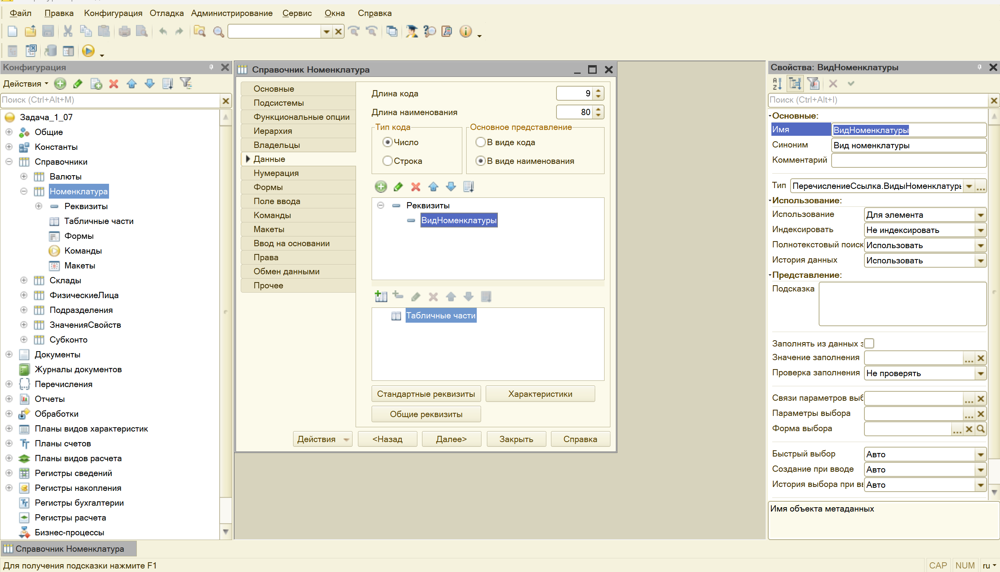 Файл Правка Конфигурация Отладка Администрирование Сервис Окна Справка
Конфигурация
Действия
Поиск (Ctrl+Alt+M)
Задача_1_07
Общие
Константы
Справочники
Валюты
Номенклатура
Реквизиты
Табличные части
Формы
Команды
Макеты
Склады
ФизическиеЛица
Подразделения
ЗначенияСвойств
Субконто
Документы
Журналы документов
Перечисления
Отчеты
Обработки
Планы видов характеристик
Планы счетов
Планы видов расчета
Регистры сведений
Регистры накопления
Регистры бухгалтерии
Регистры расчета
Бизнес-процессы
Справочник Номенклатура
Основные
Подсистемы
Функциональные опции
Иерархия
Владельцы
Данные
Нумерация
Формы
Поле ввода
Команды
Макеты
Ввод на основании
Права
Обмен данными
Прочее
Длина кода 9
Длина наименования 80
Тип кода Основное представление
Число В виде кода
Строка В виде наименования
Реквизиты
ВидНоменклатуры
Табличные части
Стандартные реквизиты Характеристики
Общие реквизиты
Действия <Назад Далее> Закрыть Справка
Свойства: ВидНоменклатуры
Поиск (Ctrl+Alt+I)
Основные:
Имя ВидНоменклатуры
Синоним Вид номенклатуры
Комментарий
Тип ПеречислениеСсылка.ВидыНоменклатуры ...
Использование:
Использование Для элемента
Индексировать Не индексировать
Полнотекстовый поиск Использовать
История данных Использовать
Представление:
Подсказка
Заполнять из данных з
Значение заполнения ...
Проверка заполнения Не проверять
Связи параметров выб ...
Параметры выбора ...
Форма выбора ...
Быстрый выбор Авто
Создание при вводе Авто
История выбора при вв Авто
Имя объекта метаданных
Справочник Номенклатура
Для получения подсказки нажмите F1
CAP NUM ru